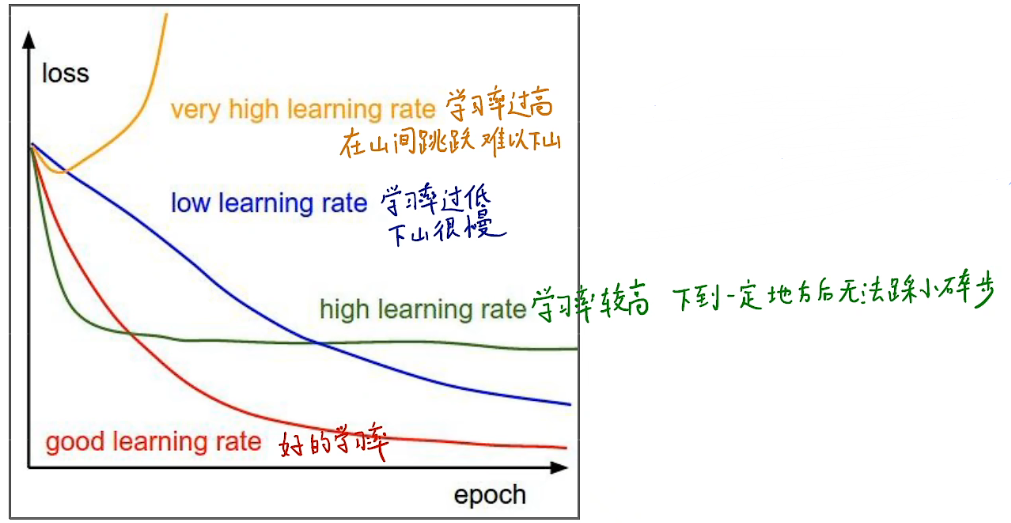 loss
very high learning rate 学习率过高
在山间跳跃 难以下山
low learning rate 学习率过低
下山很慢
high learning rate 学习率较高 下到一定地方后无法踩小碎步
good learning rate 好的学习率
epoch